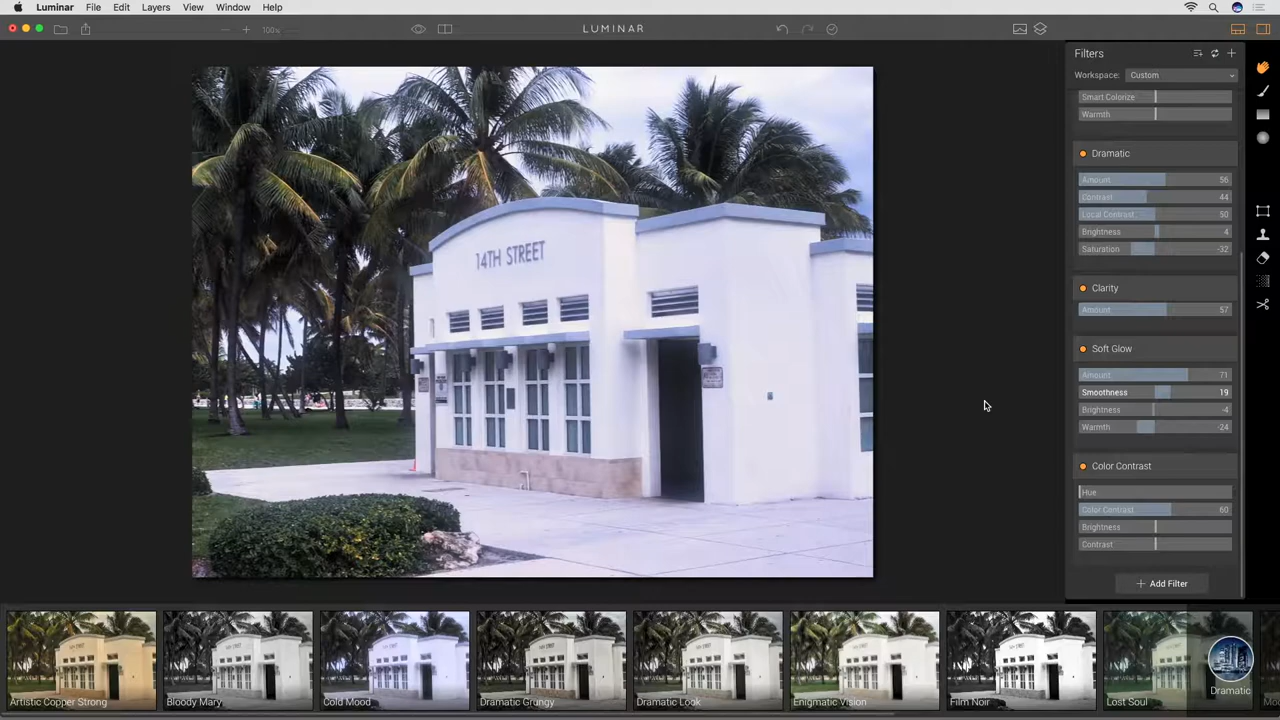 Luminar File Edit Layers View Window Help
100%
LUMINAR
Filters
Workspace: Custom
Smart Colorize
Warmth
Dramatic
Amount 56
Contrast 44
Local Contrast 50
Brightness 4
Saturation -32
Clarity
Amount 57
Soft Glow
Amount 71
Smoothness 19
Brightness -4
Warmth -24
Color Contrast
Hue
Color Contrast 60
Brightness
Contrast
+ Add Filter
14TH STREET
Artistic Copper Strong Bloody Mary Cold Mood Dramatic Grungy Dramatic Look Enigmatic Vision Film Noir Lost Soul
Dramatic